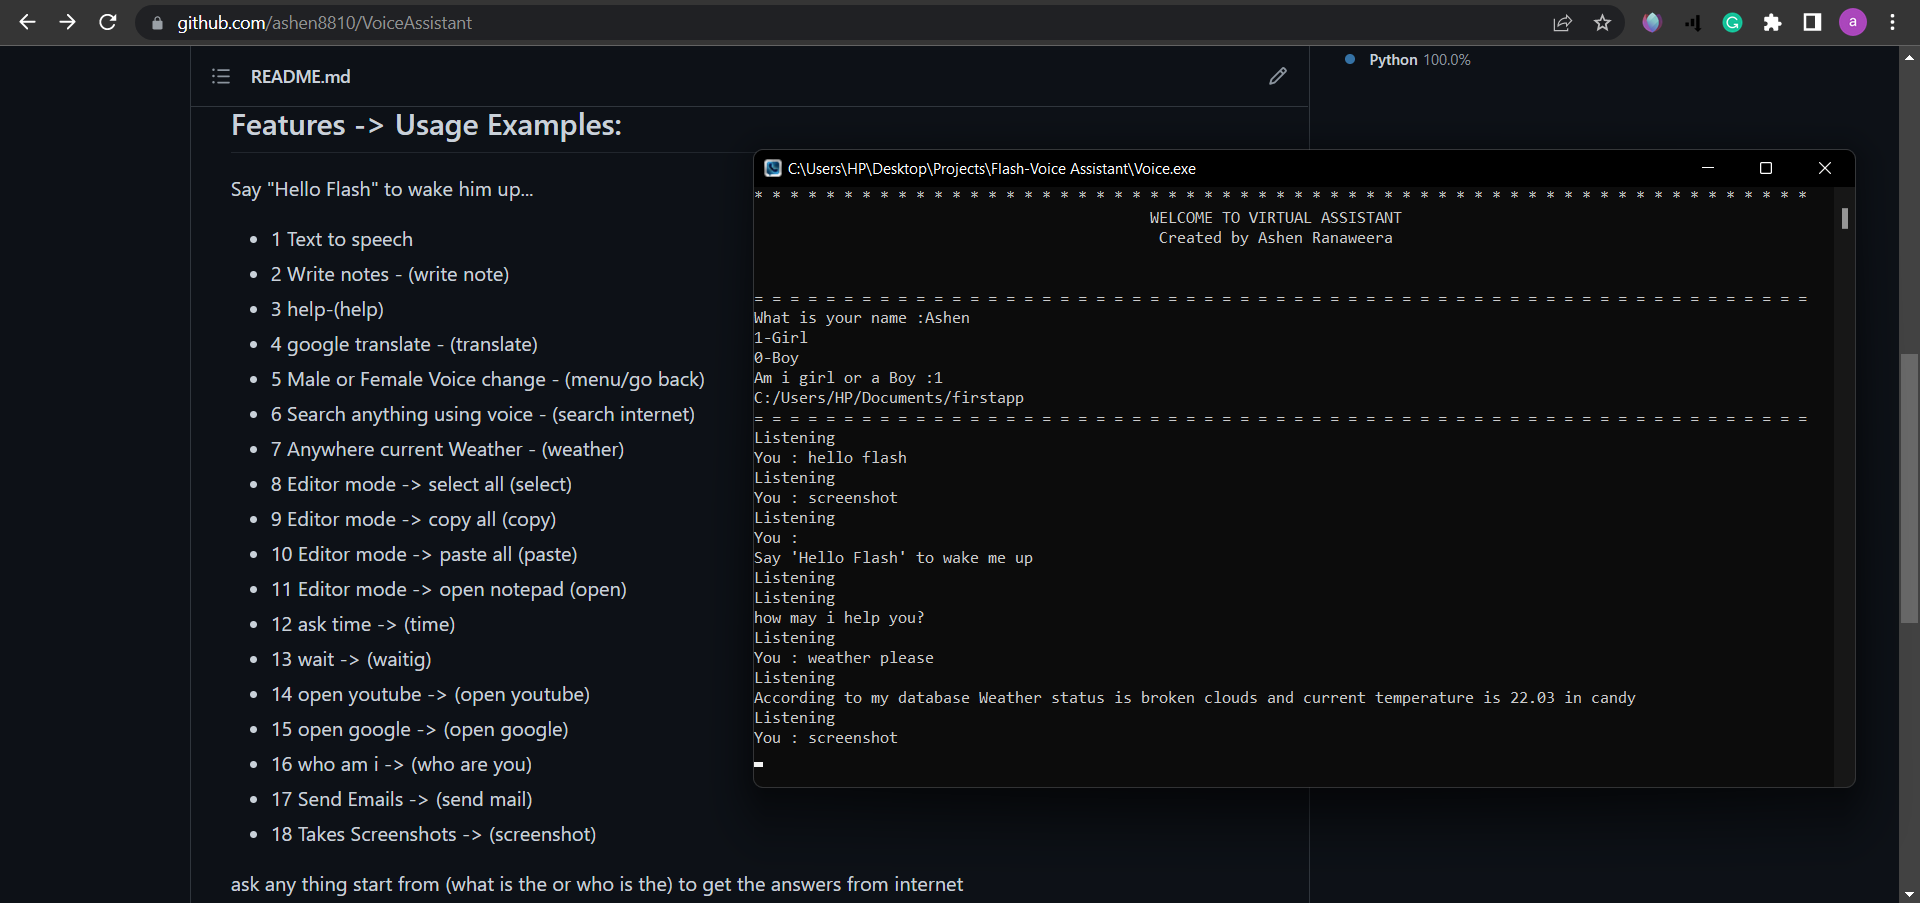 github.com/ashen8810/VoiceAssistant
a
README.md
Python 100.0%
Features -> Usage Examples:
Say "Hello Flash" to wake him up...
1 Text to speech
2 Write notes - (write note)
3 help-(help)
4 google translate - (translate)
5 Male or Female Voice change - (menu/go back)
6 Search anything using voice - (search internet)
7 Anywhere current Weather - (weather)
8 Editor mode -> select all (select)
9 Editor mode -> copy all (copy)
10 Editor mode -> paste all (paste)
11 Editor mode -> open notepad (open)
12 ask time -> (time)
13 wait -> (waitig)
14 open youtube -> (open youtube)
15 open google -> (open google)
16 who am i -> (who are you)
17 Send Emails -> (send mail)
18 Takes Screenshots -> (screenshot)
ask any thing start from (what is the or who is the) to get the answers from internet
C:\Users\HP\Desktop\Projects\Flash-Voice Assistant\Voice.exe
* * * * * * * * * * * * * * * * * * * * * * * * * * * * * * * * * * * * * * * * * * * * * * * * * * * * * * * * * * *
WELCOME TO VIRTUAL ASSISTANT
Created by Ashen Ranaweera
= = = = = = = = = = = = = = = = = = = = = = = = = = = = = = = = = = = = = = = = = = = = = = = = = = = = = = = = = = =
What is your name :Ashen
1-Girl
0-Boy
Am i girl or a Boy :1
C:/Users/HP/Documents/firstapp
= = = = = = = = = = = = = = = = = = = = = = = = = = = = = = = = = = = = = = = = = = = = = = = = = = = = = = = = = = =
Listening
You : hello flash
Listening
You : screenshot
Listening
You :
Say 'Hello Flash' to wake me up
Listening
Listening
how may i help you?
Listening
You : weather please
Listening
According to my database Weather status is broken clouds and current temperature is 22.03 in candy
Listening
You : screenshot